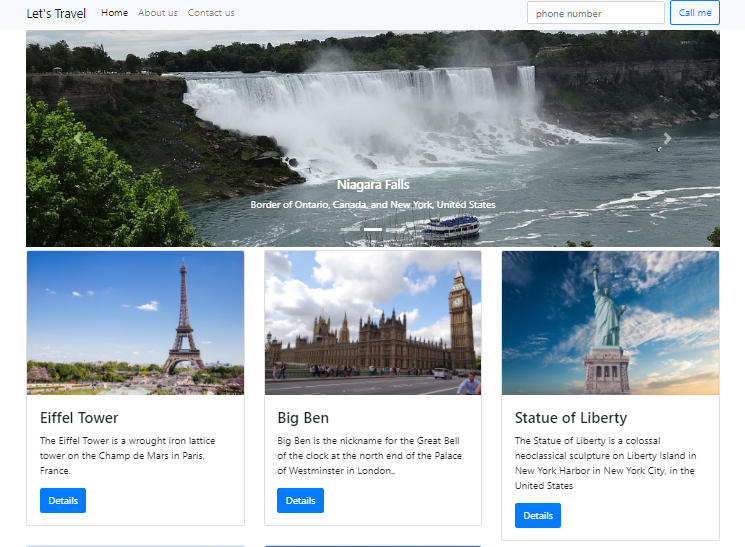 Let's Travel Home About us Contact us phone number Call me
Niagara Falls
Border of Ontario, Canada, and New York, United States
Eiffel Tower
The Eiffel Tower is a wrought iron lattice
tower on the Champ de Mars in Paris,
France.
Details
Big Ben
Big Ben is the nickname for the Great Bell
of the clock at the north end of the Palace
of Westminster in London..
Details
Statue of Liberty
The Statue of Liberty is a colossal
neoclassical sculpture on Liberty Island in
New York Harbor in New York City, in the
United States
Details